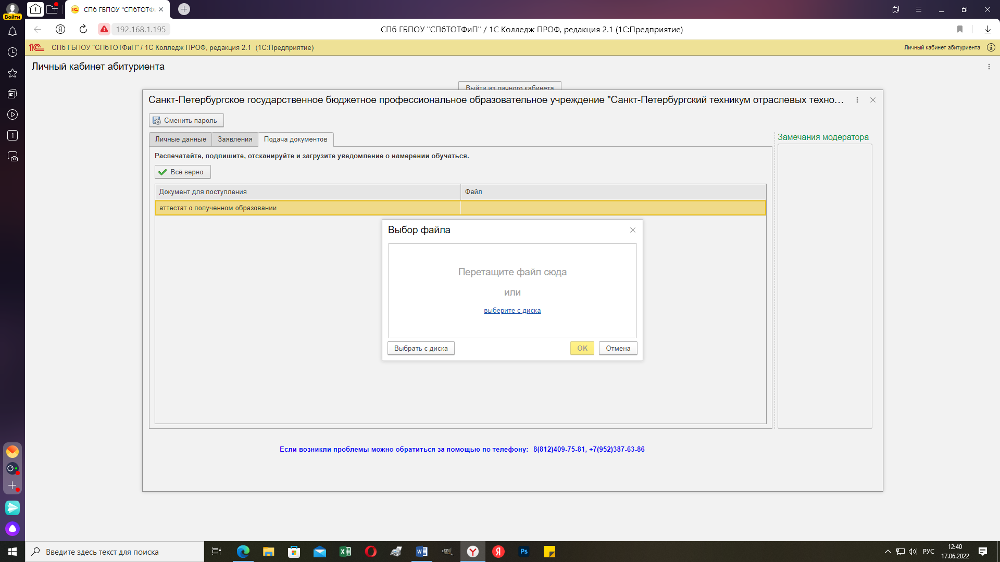 СПб ГБПОУ "СПбТОТФи
Войти
192.168.1.195
СПб ГБПОУ "СПбТОТФиП" / 1С Колледж ПРОФ, редакция 2.1 (1С:Предприятие)
СПб ГБПОУ "СПбТОТФиП" / 1С Колледж ПРОФ, редакция 2.1 (1С:Предприятие)
Личный кабинет абитуриента
Личный кабинет абитуриента
Выйти из личного кабинета
Санкт-Петербургское государственное бюджетное профессиональное образовательное учреждение "Санкт-Петербургский техникум отраслевых техно...
Сменить пароль
Личные данные
Заявления
Подача документов
Замечания модератора
Распечатайте, подпишите, отсканируйте и загрузите уведомление о намерении обучаться.
Всё верно
Документ для поступления
Файл
аттестат о полученном образовании
Выбор файла
Перетащите файл сюда
или
выберите с диска
Выбрать с диска
ОК
Отмена
Если возникли проблемы можно обратиться за помощью по телефону: 8(812)409-75-81, +7(952)387-63-86
Введите здесь текст для поиска
РУС
12:40
17.06.2022